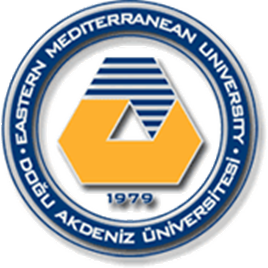 • EASTERN MEDITERRANEAN UNIVERSITY •
DOĞU AKDENİZ ÜNİVERSİTESİ
1979